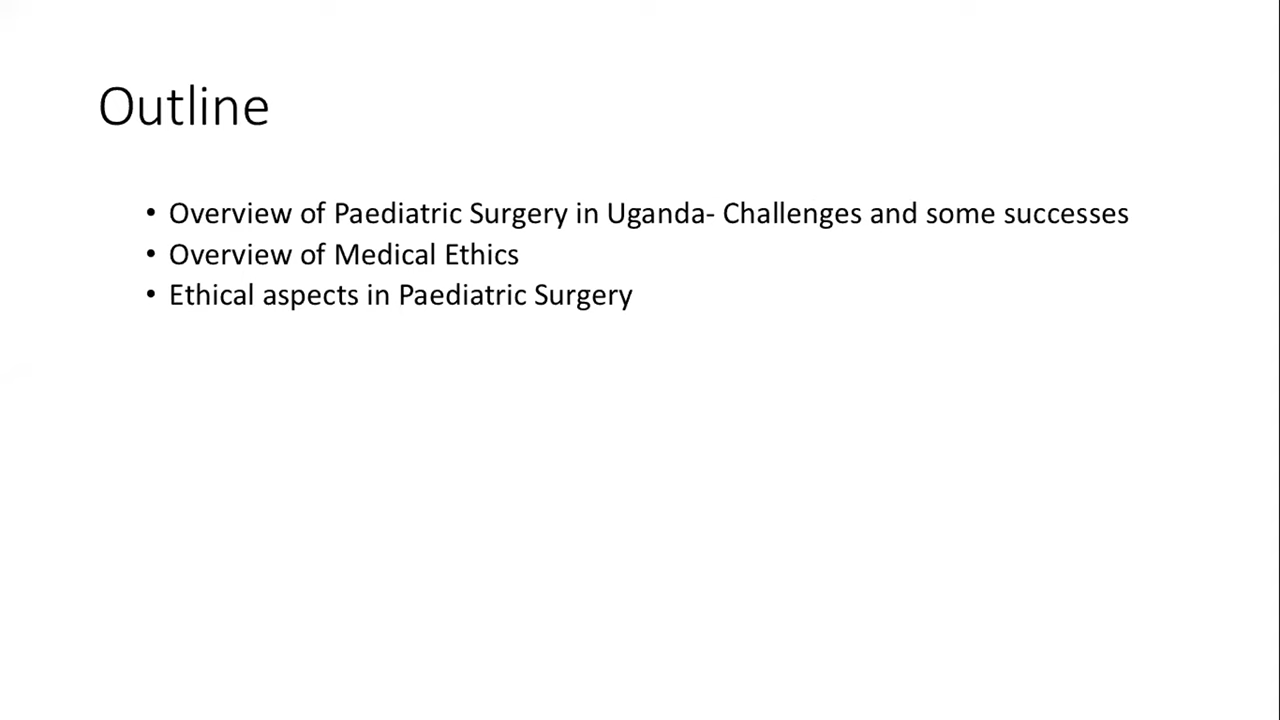 Outline
• Overview of Paediatric Surgery in Uganda- Challenges and some successes
• Overview of Medical Ethics
• Ethical aspects in Paediatric Surgery